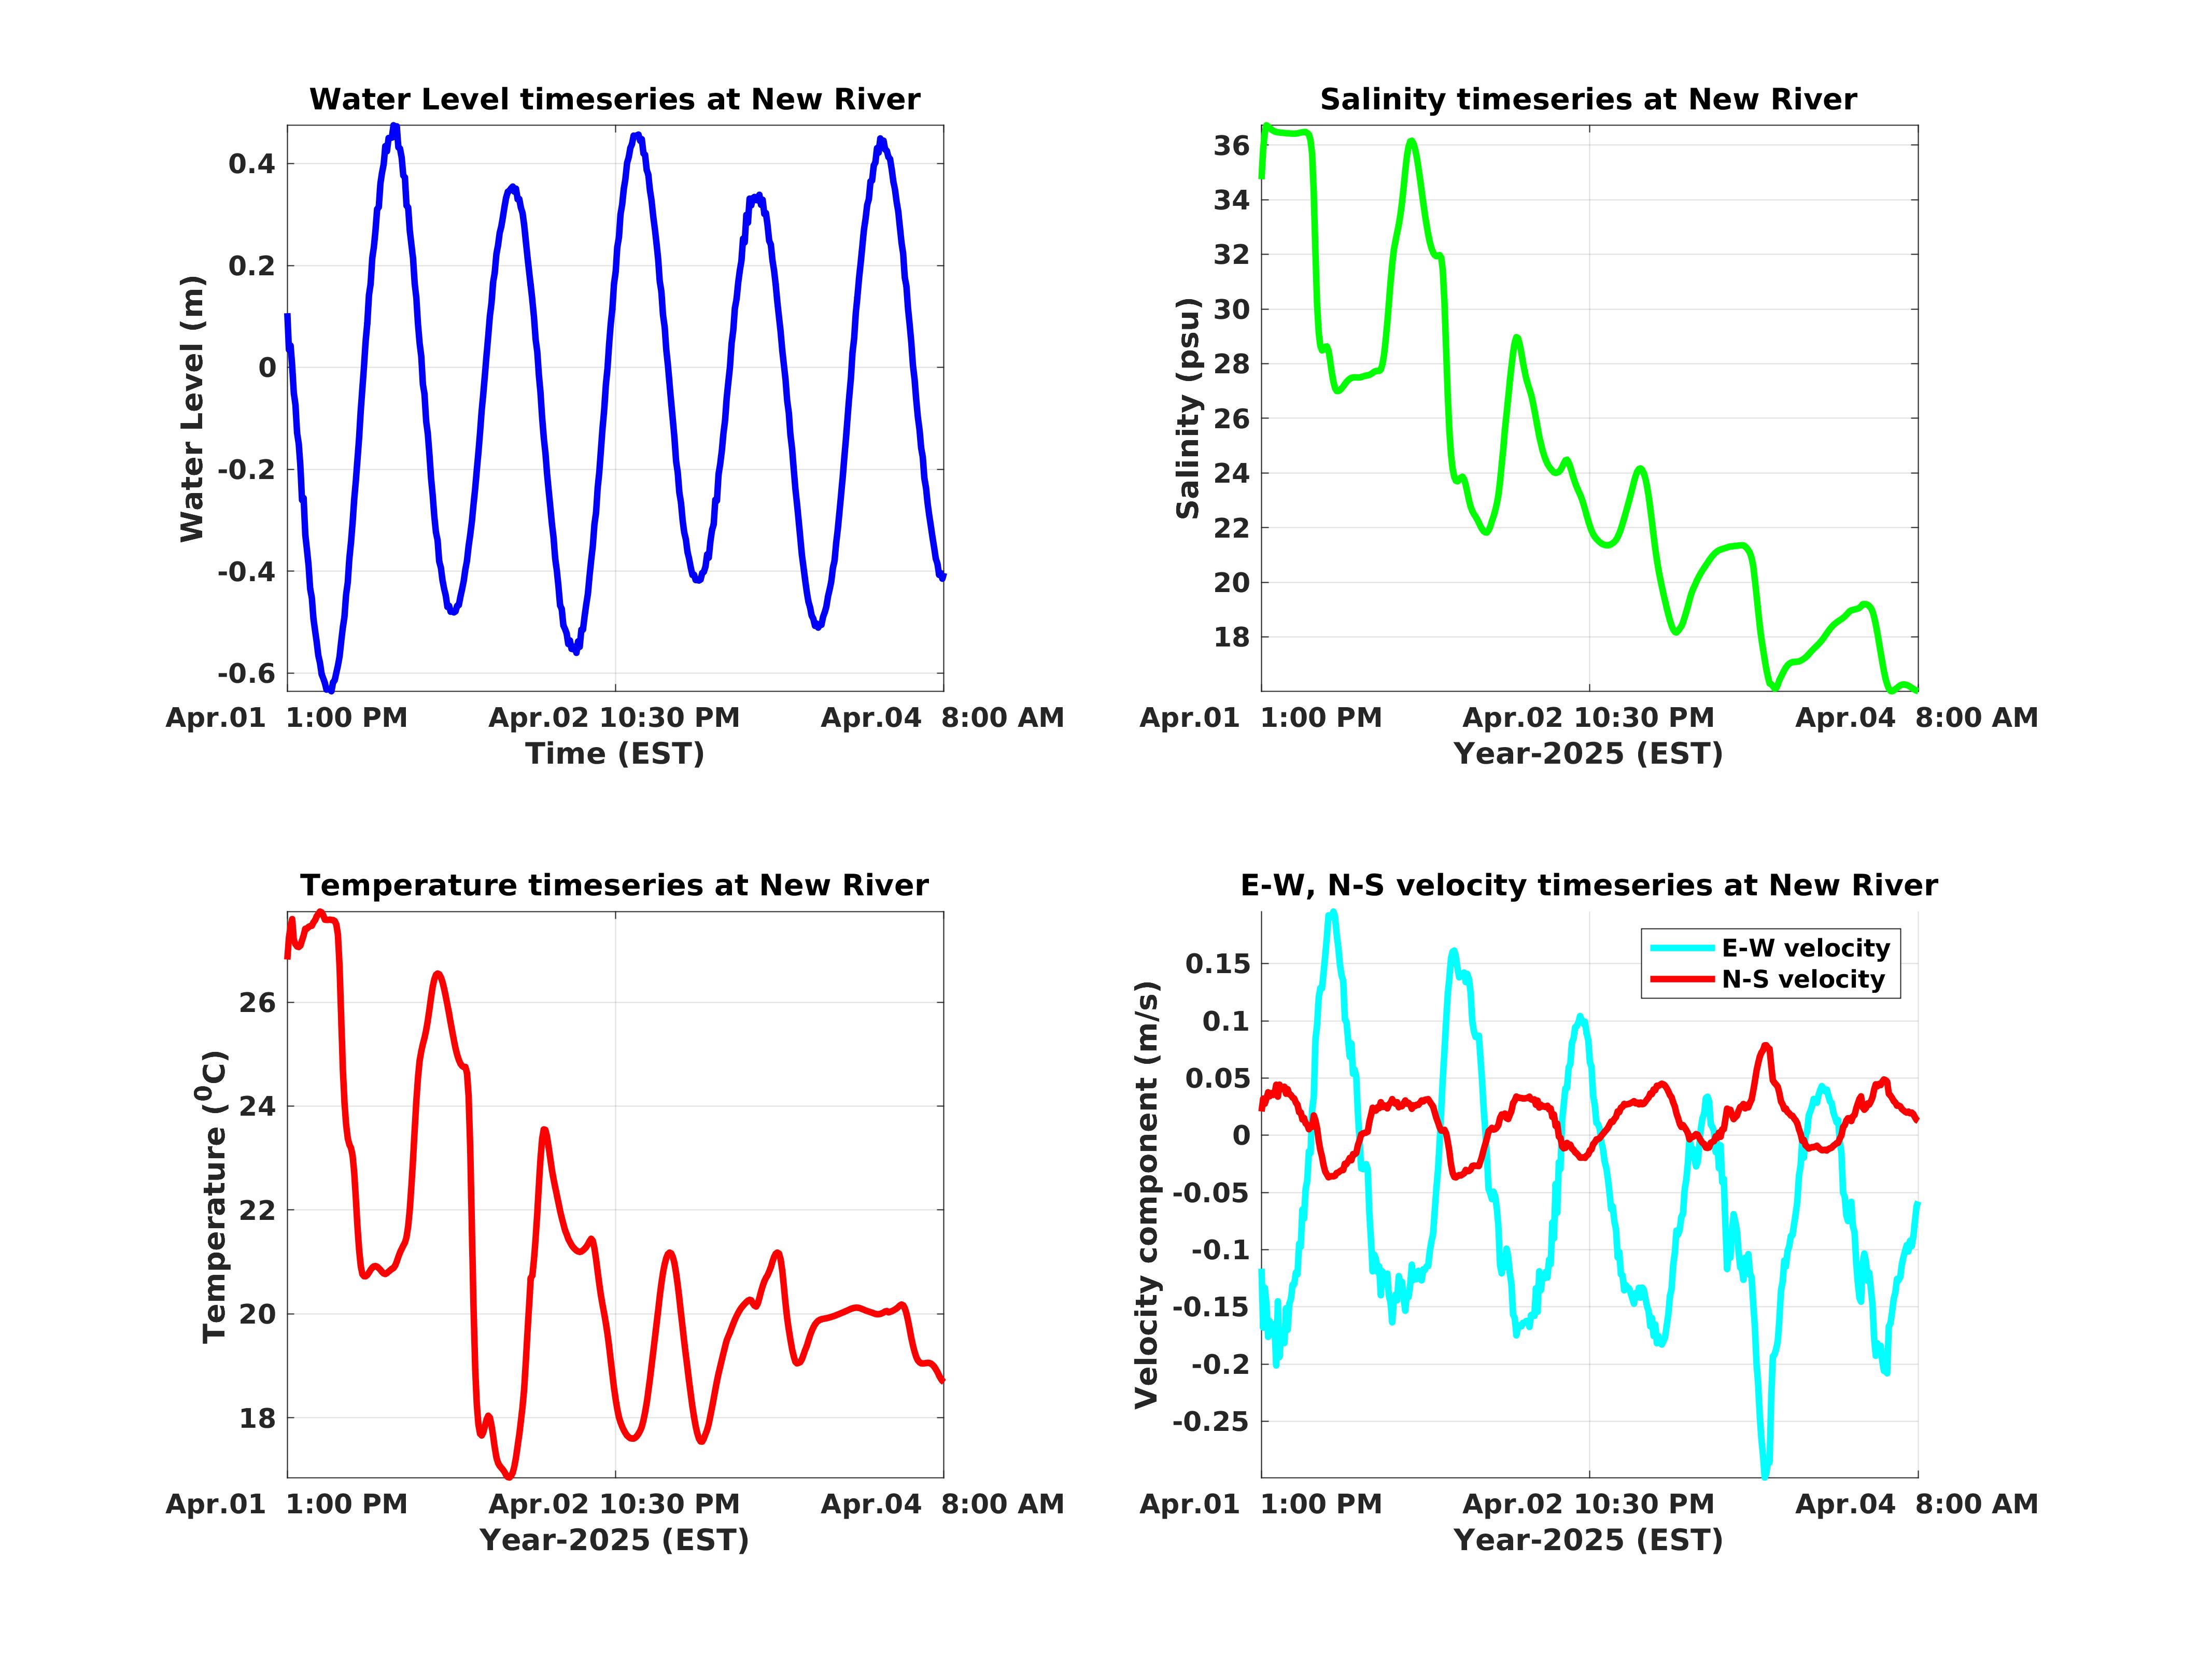 Water Level timeseries at New River
Water Level (m)
0.4
0.2
0
-0.2
-0.4
-0.6
Apr.01 1:00 PM
Apr.02 10:30 PM
Apr.04 8:00 AM
Time (EST)
Salinity timeseries at New River
Salinity (psu)
36
34
32
30
28
26
24
22
20
18
Apr.01 1:00 PM
Apr.02 10:30 PM
Apr.04 8:00 AM
Year-2025 (EST)
Temperature timeseries at New River
Temperature (⁰C)
26
24
22
20
18
Apr.01 1:00 PM
Apr.02 10:30 PM
Apr.04 8:00 AM
Year-2025 (EST)
E-W, N-S velocity timeseries at New River
Velocity component (m/s)
0.15
0.1
0.05
0
-0.05
-0.1
-0.15
-0.2
-0.25
E-W velocity
N-S velocity
Apr.01 1:00 PM
Apr.02 10:30 PM
Apr.04 8:00 AM
Year-2025 (EST)